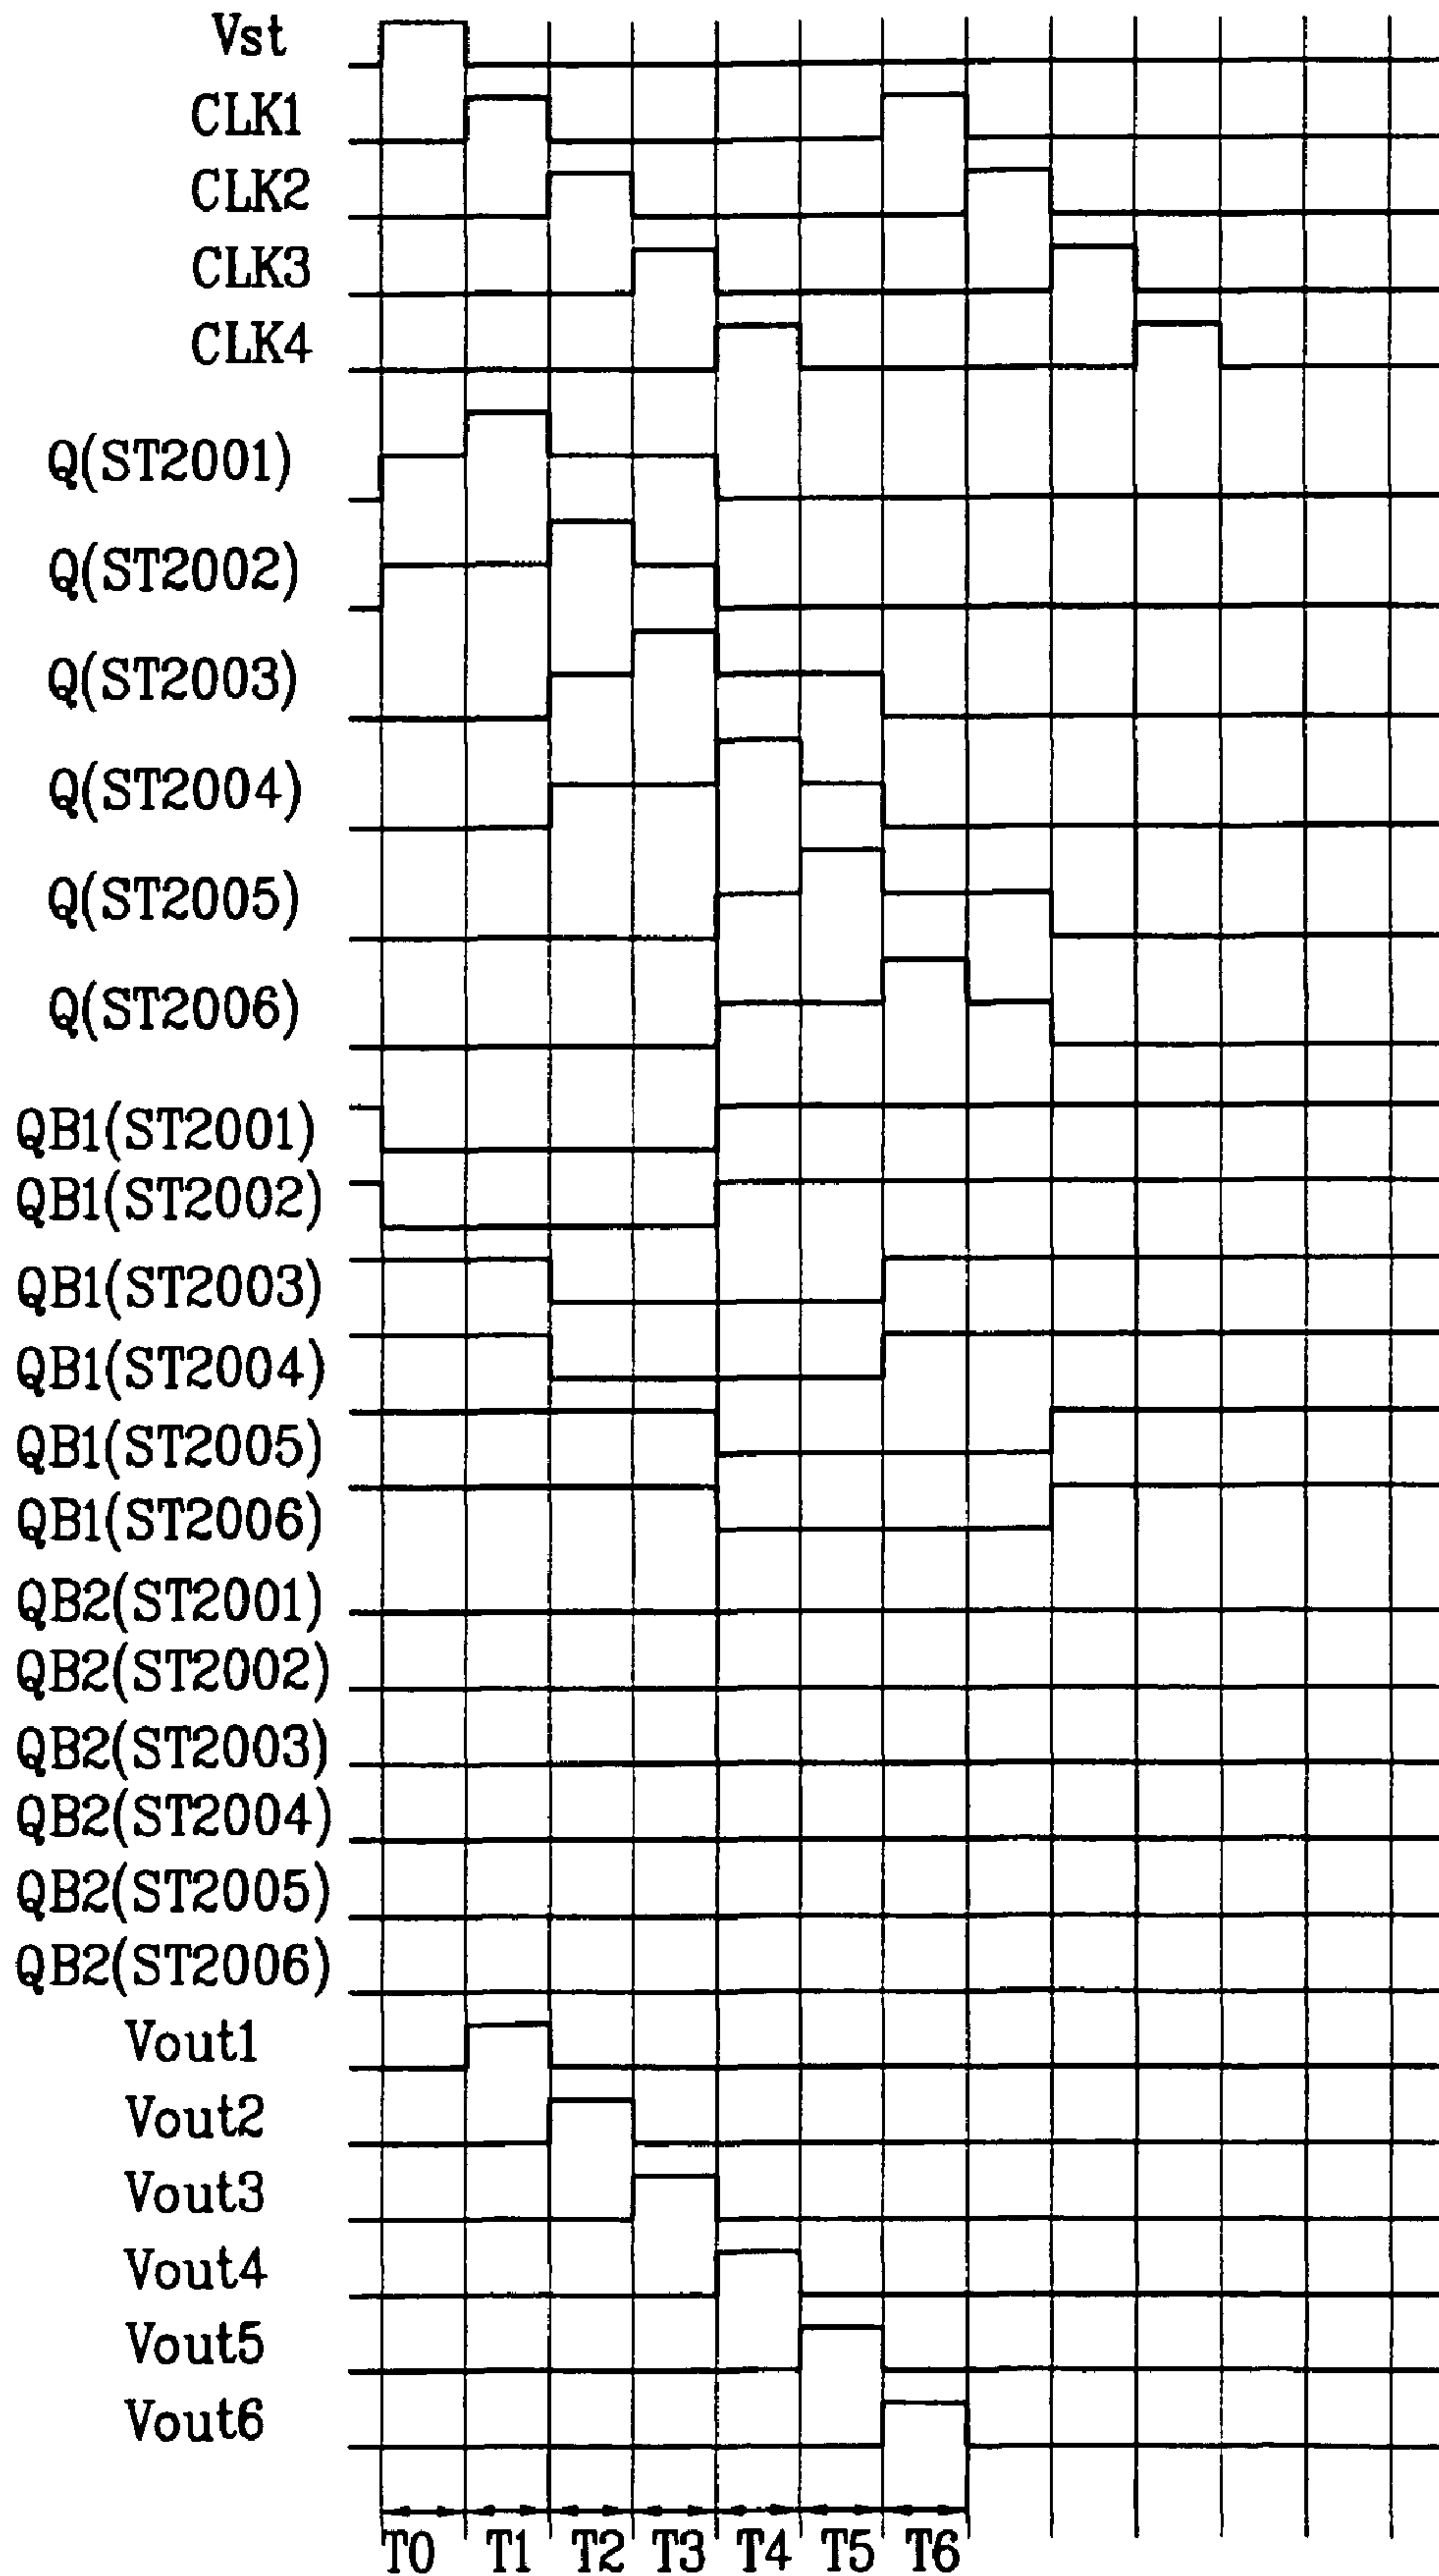 Vst
CLK1
CLK2
CLK3
CLK4
Q(ST2001)
Q(ST2002)
Q(ST2003)
Q(ST2004)
Q(ST2005)
Q(ST2006)
QB1(ST2001)
QB1(ST2002)
QB1(ST2003)
QB1(ST2004)
QB1(ST2005)
QB1(ST2006)
QB2(ST2001)
QB2(ST2002)
QB2(ST2003)
QB2(ST2004)
QB2(ST2005)
QB2(ST2006)
Vout1
Vout2
Vout3
Vout4
Vout5
Vout6
T0 T1 T2 T3 T4 T5 T6